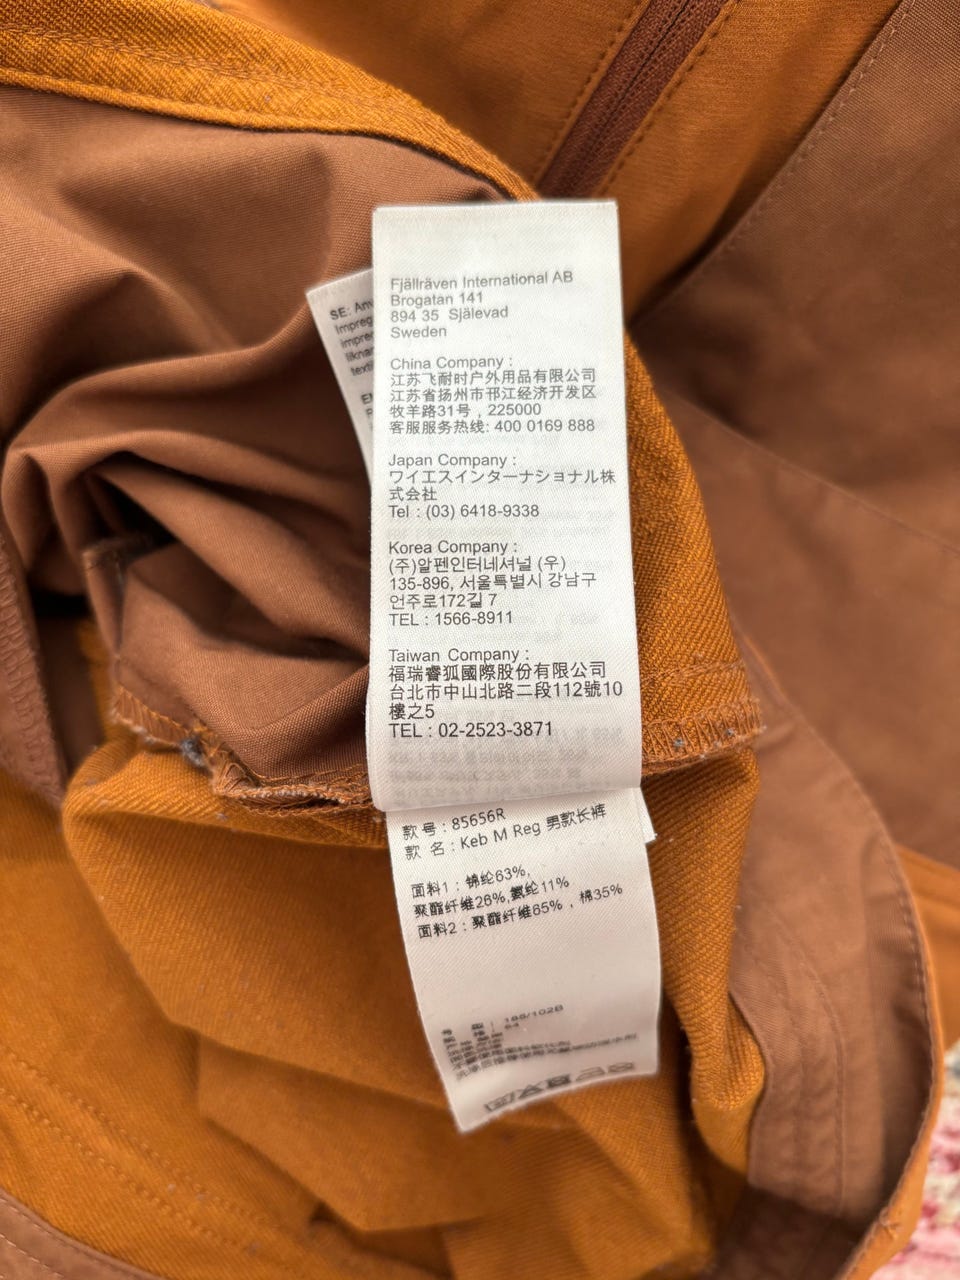 Fjällräven International AB
Brogatan 141
894 35 Själevad
Sweden
China Company :
江苏飞耐时户外用品有限公司
江苏省扬州市邗江经济开发区
牧羊路31号，225000
客服服务热线: 400 0169 888
Japan Company :
ワイエスインターナショナル株
式会社
Tel : (03) 6418-9338
Korea Company :
(주)알펜인터네셔널 (우)
135-896, 서울특별시 강남구
언주로172길 7
TEL : 1566-8911
Taiwan Company :
福瑞睿狐國際股份有限公司
台北市中山北路二段112號10
樓之5
TEL : 02-2523-3871
SE:
款号 : 85656R
款 名 : Keb M Reg 男款长裤
面料1 : 锦纶63%,
聚酯纤维26%,氨纶11%
面料2 : 聚酯纤维65%，棉35%
188/102B